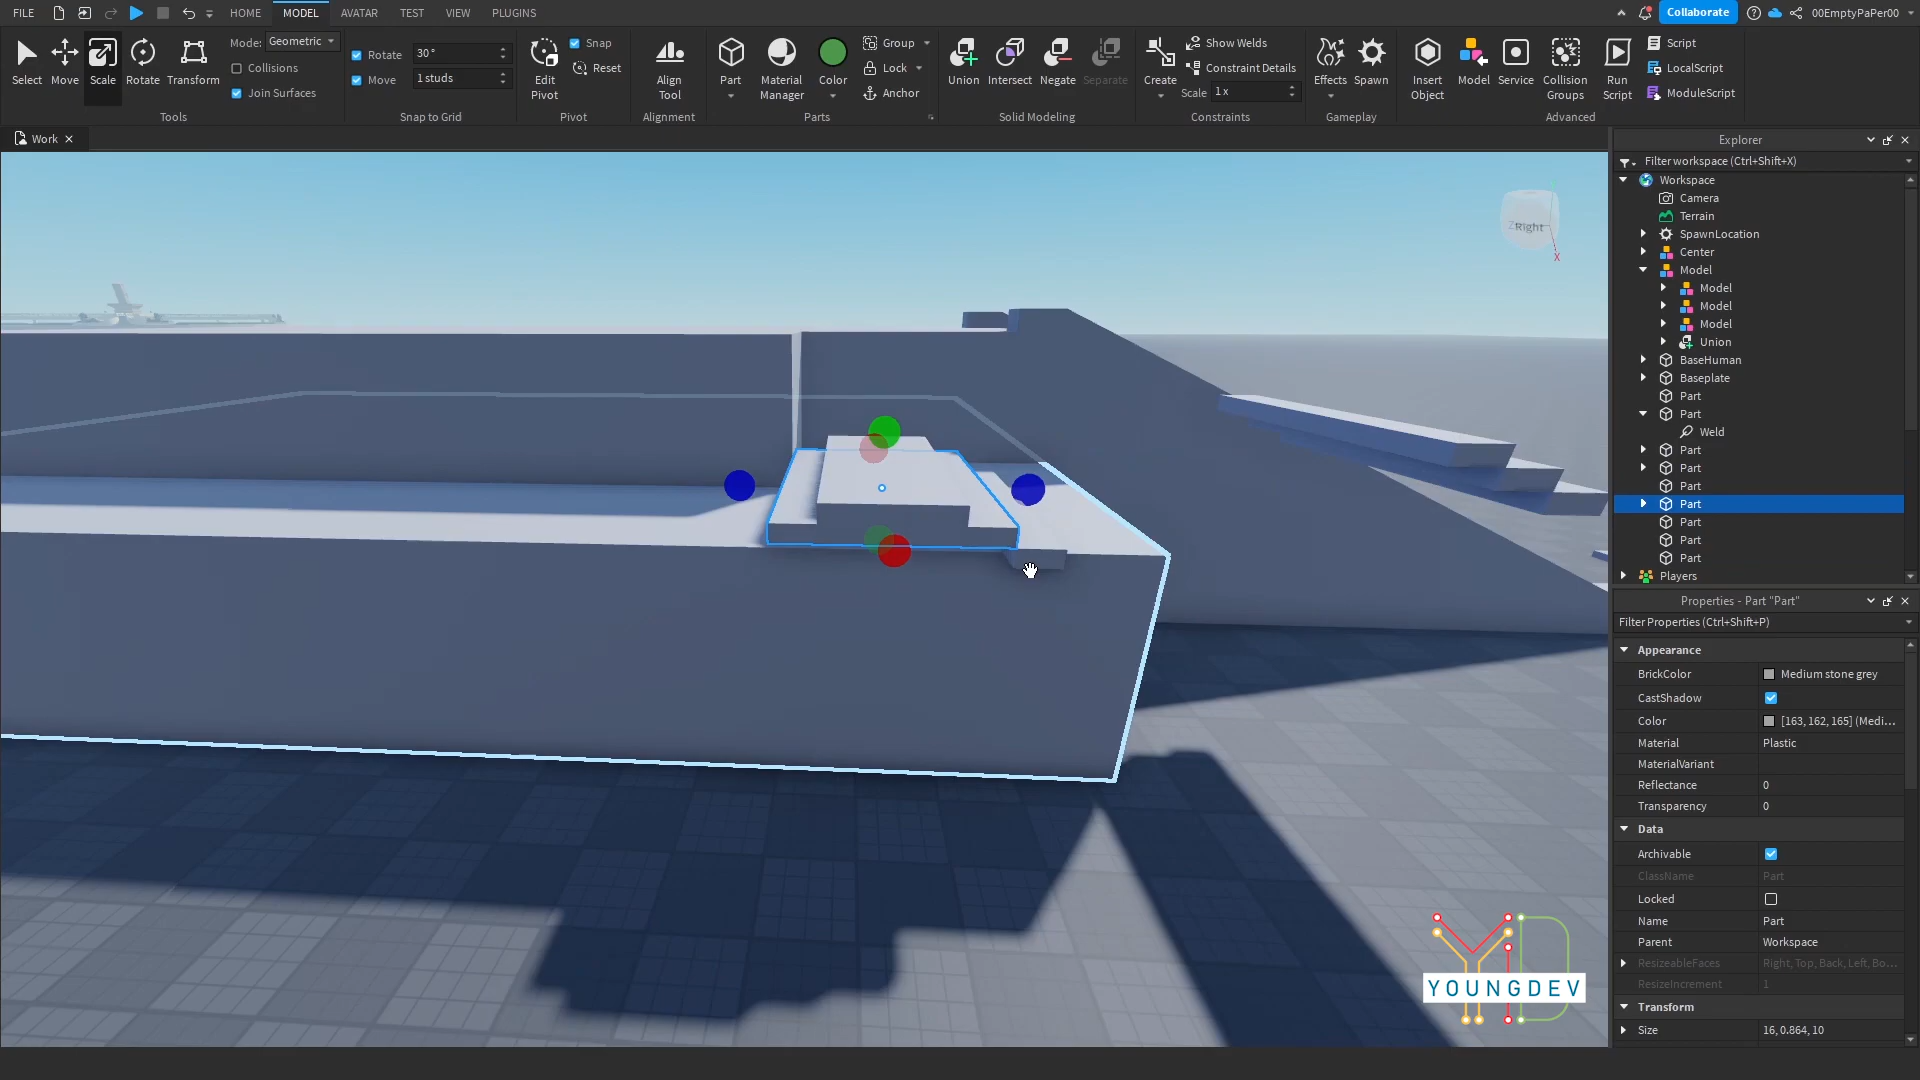 FILE HOME MODEL AVATAR TEST VIEW PLUGINS Collaborate 00EmptyPaPer00
Select Move Scale Rotate Transform
Mode: Geometric
Collisions
Join Surfaces
Tools
Rotate 30°
Move 1 studs
Snap to Grid
Edit Pivot
Snap
Reset
Pivot
Align Tool
Alignment
Part
Material Manager
Color
Group
Lock
Anchor
Parts
Union Intersect Negate Separate
Solid Modeling
Create
Show Welds
Constraint Details
Scale 1 x
Constraints
Effects Spawn
Gameplay
Insert Object
Model
Service
Collision Groups
Run Script
Script
LocalScript
ModuleScript
Advanced
Work
Right
X
YOUNGDEV
Explorer
Filter workspace (Ctrl+Shift+X)
Workspace
Camera
Terrain
SpawnLocation
Center
Model
Model
Model
Model
Union
BaseHuman
Baseplate
Part
Part
Weld
Part
Part
Part
Part
Part
Part
Part
Players
Properties - Part "Part"
Filter Properties (Ctrl+Shift+P)
Appearance
BrickColor Medium stone grey
CastShadow
Color [163, 162, 165] (Medi...
Material Plastic
MaterialVariant
Reflectance 0
Transparency 0
Data
Archivable
ClassName Part
Locked
Name Part
Parent Workspace
ResizeableFaces Right, Top, Back, Left, Bo...
ResizeIncrement 1
Transform
Size 16, 0.864, 10